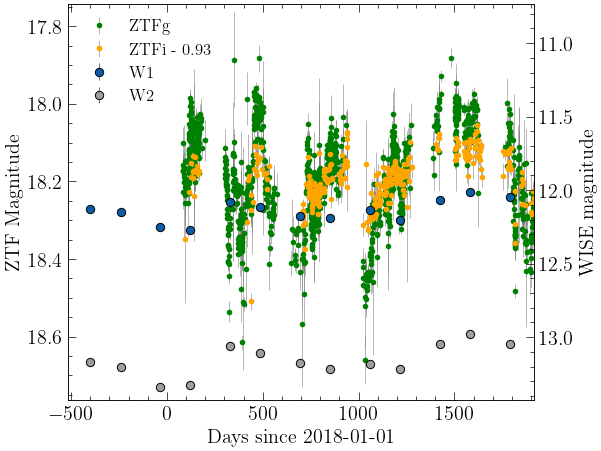 ZTFg
ZTFi - 0.93
W1
W2
17.8
18.0
18.2
18.4
18.6
ZTF Magnitude
11.0
11.5
12.0
12.5
13.0
WISE magnitude
−500
0
500
1000
1500
Days since 2018-01-01